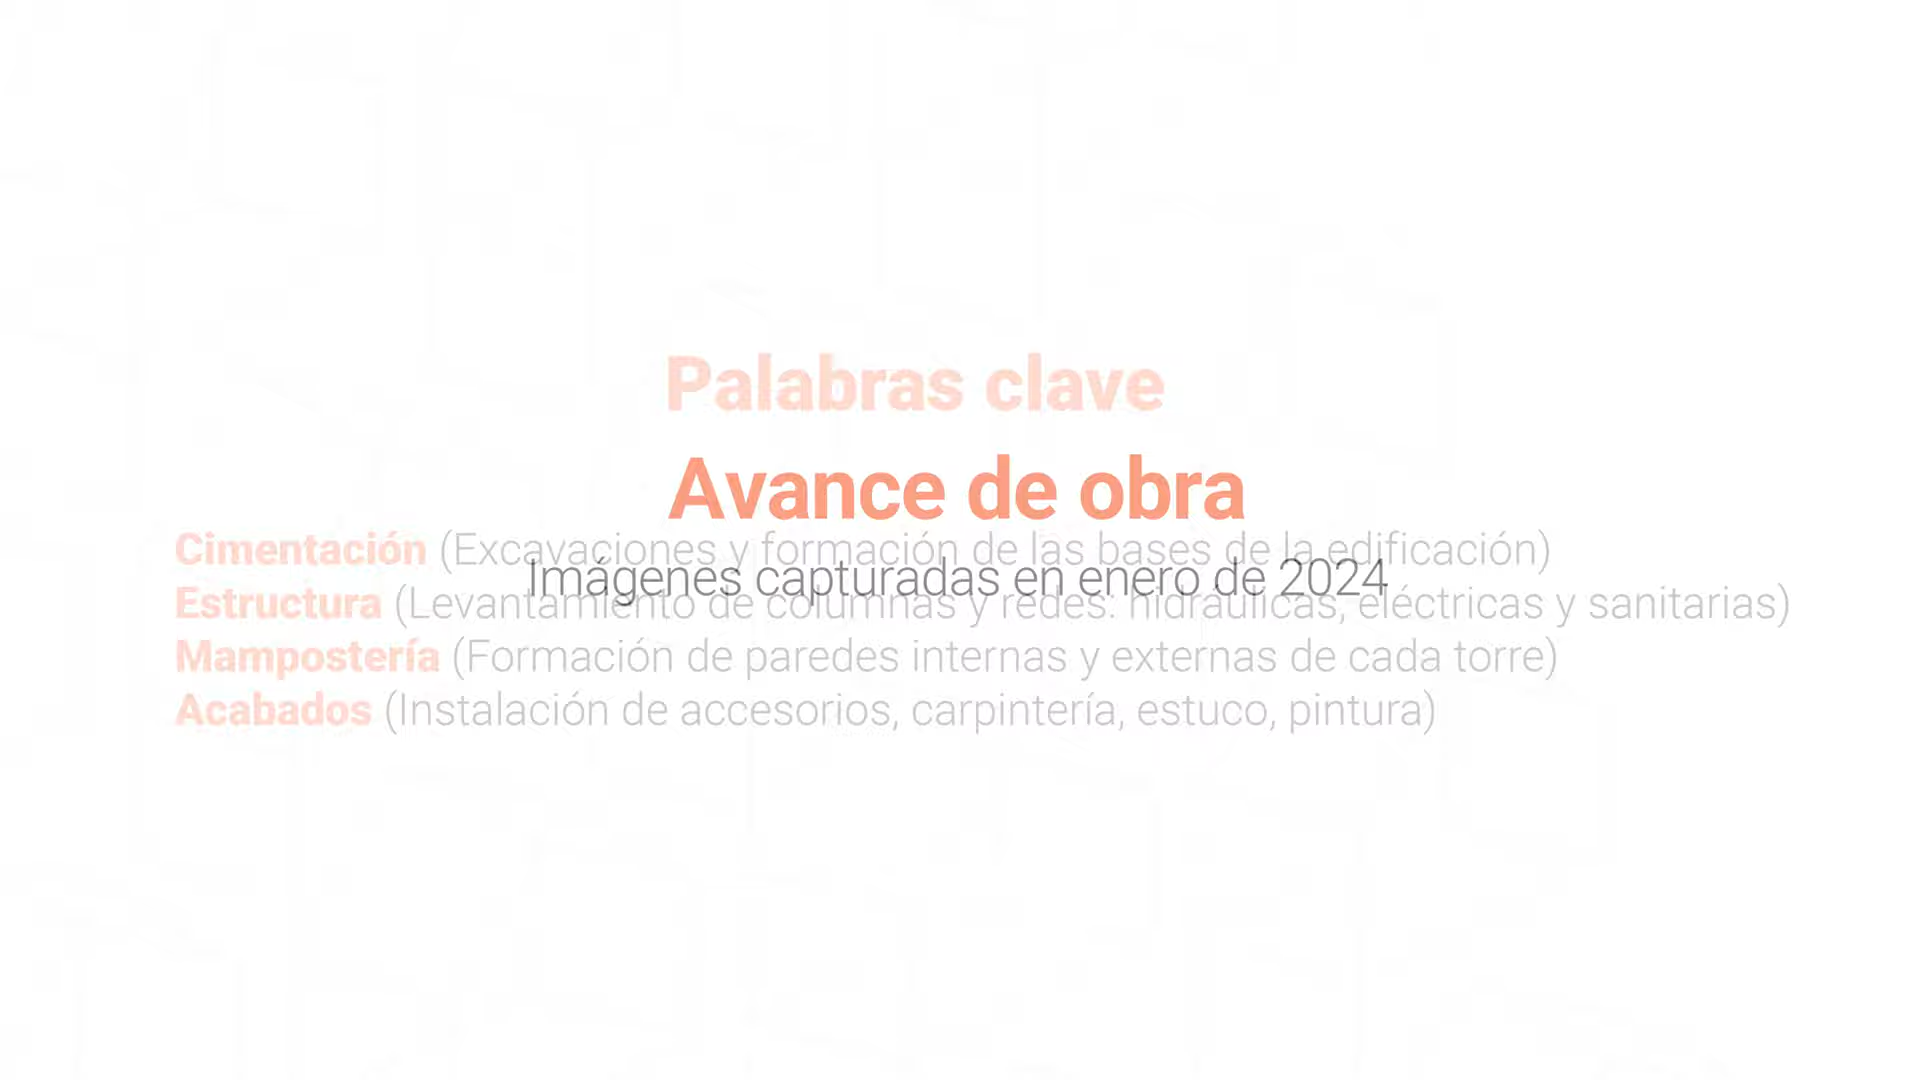 Palabras clave
Avance de obra
Cimentación (Excavaciones y formación de las bases de la edificación)
Imágenes capturadas en enero de 2024
Estructura (Levantamiento de columnas y redes: hidráulicas, eléctricas y sanitarias)
Mampostería (Formación de paredes internas y externas de cada torre)
Acabados (Instalación de accesorios, carpintería, estuco, pintura)